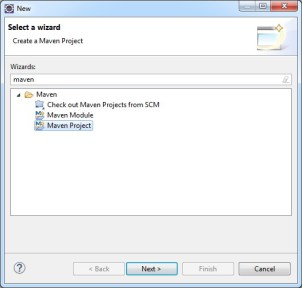 New
Select a wizard
Create a Maven Project
Wizards:
maven
Maven
Check out Maven Projects from SCM
Maven Module
Maven Project
< Back Next > Finish Cancel